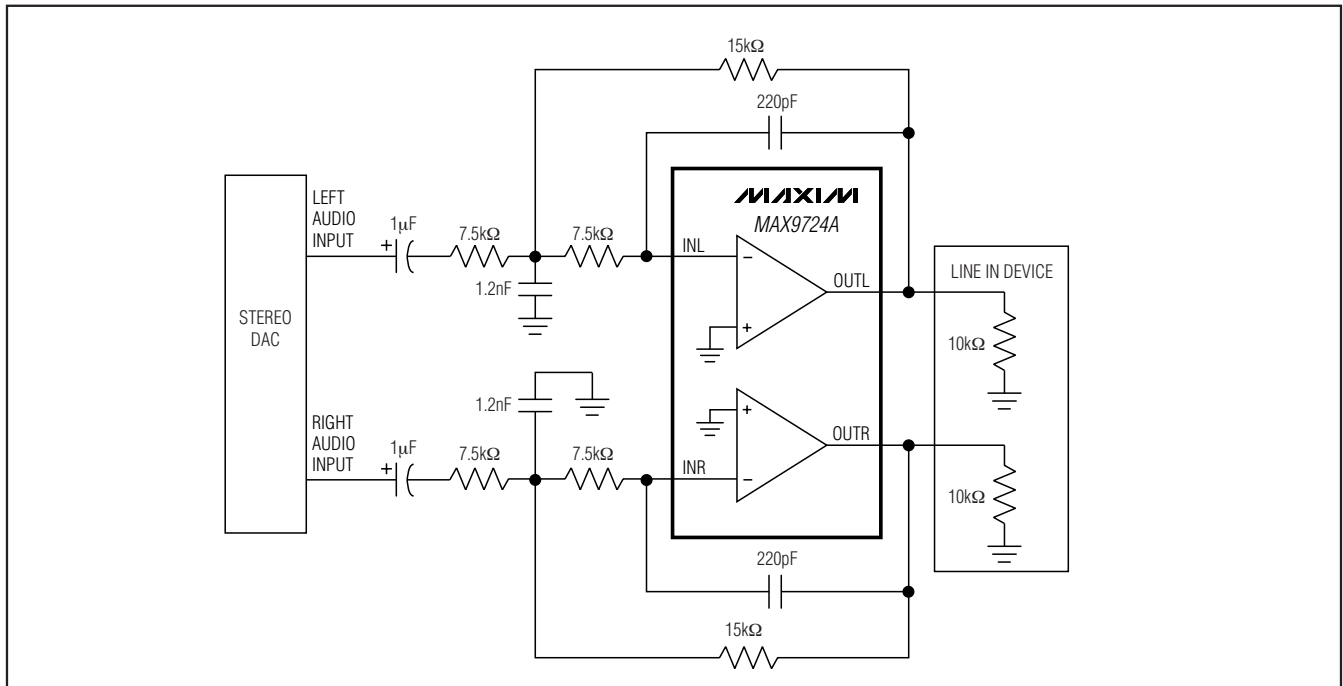 15kΩ
220pF
MAXIM
MAX9724A
LEFT
AUDIO
INPUT
1μF
+
7.5kΩ
7.5kΩ
INL
−
+
OUTL
1.2nF
LINE IN DEVICE
10kΩ
STEREO
DAC
1.2nF
RIGHT
AUDIO
INPUT
1μF
+
7.5kΩ
7.5kΩ
INR
+
−
OUTR
10kΩ
220pF
15kΩ